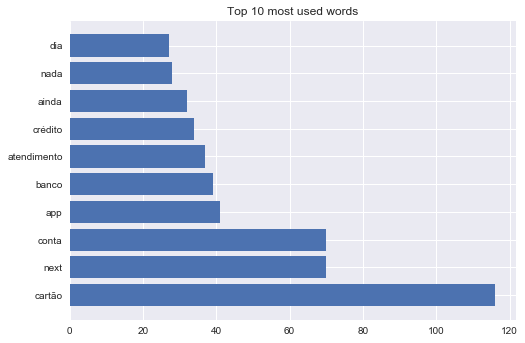 Top 10 most used words
dia
nada
ainda
crédito
atendimento
banco
app
conta
next
cartão
0 20 40 60 80 100 120